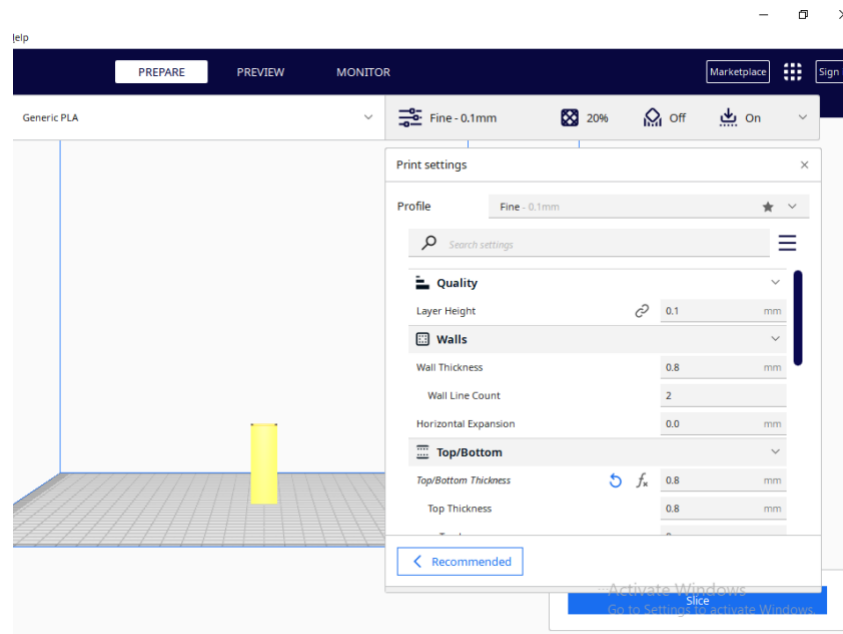 Help
PREPARE PREVIEW MONITOR Marketplace Sign
Generic PLA Fine - 0.1mm 20% Off On
Print settings
Profile Fine - 0.1mm
Search settings
Quality
Layer Height 0.1 mm
Walls
Wall Thickness 0.8 mm
Wall Line Count 2
Horizontal Expansion 0.0 mm
Top/Bottom
Top/Bottom Thickness fx 0.8 mm
Top Thickness 0.8 mm
Recommended
Activate Windows
Slice
Go to Settings to activate Windows.